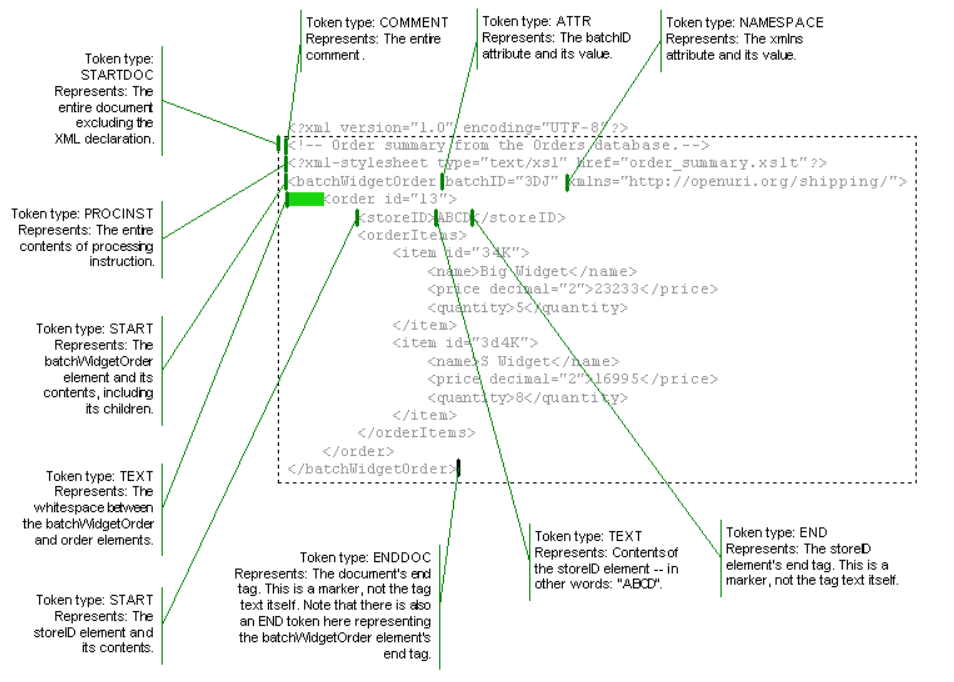 Token type: COMMENT
Represents: The entire
comment.
Token type: ATTR
Represents: The batchID
attribute and its value.
Token type: NAMESPACE
Represents: The xmlns
attribute and its value.
Token type:
STARTDOC
Represents: The
entire document
excluding the
XML declaration.
<?xml version="1.0" encoding="UTF-8"?>
<!-- Order summary from the Orders database.-->
<?xml-stylesheet type="text/xsl" href="order_summary.xslt"?>
<batchWidgetOrder batchID="3DJ" xmlns="http://openuri.org/shipping/">
<order id="13">
<storeID>ABCD</storeID>
<orderItems>
<item id="34K">
<name>Big Widget</name>
<price decimal="2">23233</price>
<quantity>5</quantity>
</item>
<item id="3d4K">
<name>S Widget</name>
<price decimal="2">16995</price>
<quantity>8</quantity>
</item>
</orderItems>
</order>
</batchWidgetOrder>
Token type: PROCINST
Represents: The entire
contents of processing
instruction.
Token type: START
Represents: The
batchWidgetOrder
element and its
contents, including
its children.
Token type: TEXT
Represents: The
whitespace between
the batchWidgetOrder
and order elements.
Token type: START
Represents: The
storeID element and
its contents.
Token type: ENDDOC
Represents: The document's end
tag. This is a marker, not the tag
text itself. Note that there is also
an END token here representing
the batchWidgetOrder element's
end tag.
Token type: TEXT
Represents: Contents of
the storeID element -- in
other words: "ABCD".
Token type: END
Represents: The storeID
element's end tag. This is a
marker, not the tag text itself.